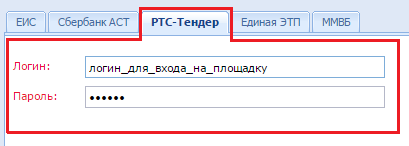 ЕИС Сбербанк АСТ РТС-Тендер Единая ЭТП ММВБ
Логин: логин_для_входа_на_площадку
Пароль: ••••••